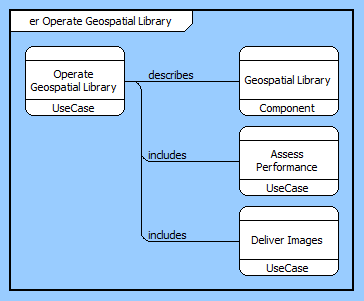 er Operate Geospatial Library
Operate
Geospatial Library
UseCase
describes
Geospatial Library
Component
includes
Assess
Performance
UseCase
includes
Deliver Images
UseCase